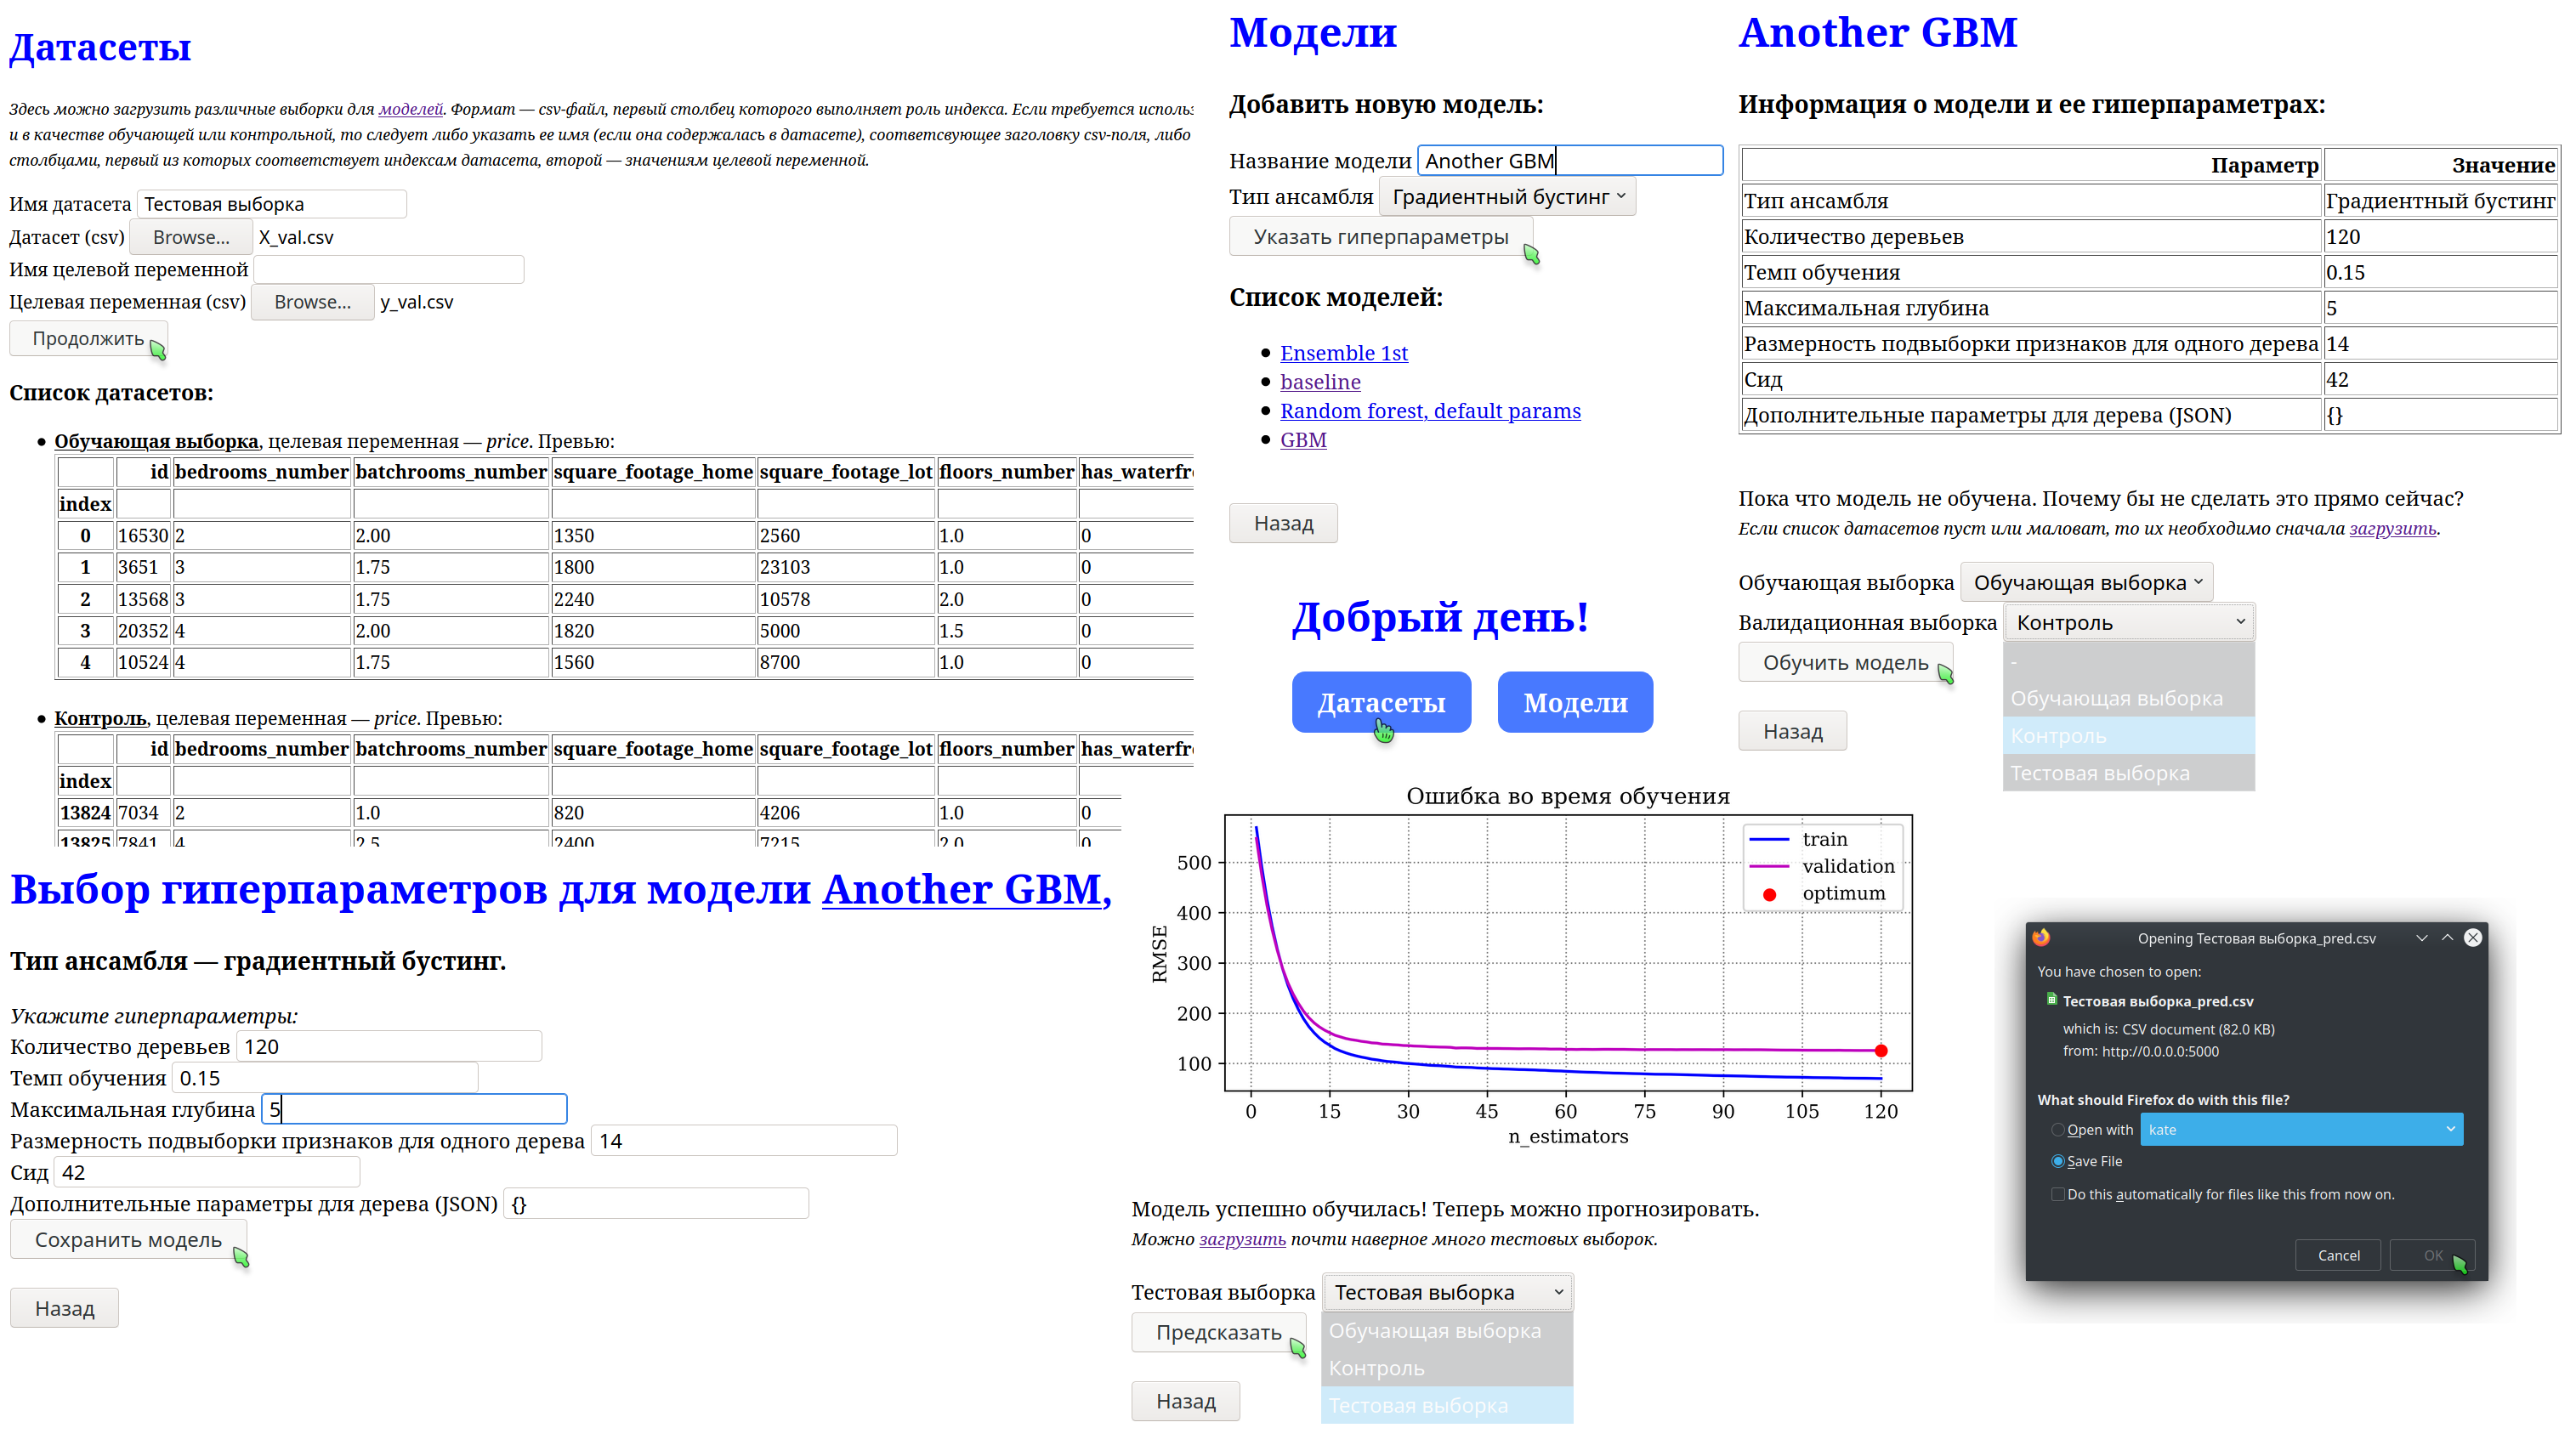 Датасеты
Здесь можно загрузить различные выборки для моделей. Формат — csv-файл, первый столбец которого выполняет роль индекса. Если требуется исполь
и в качестве обучающей или контрольной, то следует либо указать ее имя (если она содержалась в датасете), соответсвующее заголовку csv-поля, либо
столбцами, первый из которых соответствует индексам датасета, второй — значениям целевой переменной.
Имя датасета Тестовая выборка
Датасет (csv) Browse... X_val.csv
Имя целевой переменной
Целевая переменная (csv) Browse... y_val.csv
Продолжить
Список датасетов:
Обучающая выборка, целевая переменная — price. Превью:
id bedrooms_number batchrooms_number square_footage_home square_footage_lot floors_number has_waterfr
index
0 16530 2 2.00 1350 2560 1.0 0
1 3651 3 1.75 1800 23103 1.0 0
2 13568 3 1.75 2240 10578 2.0 0
3 20352 4 2.00 1820 5000 1.5 0
4 10524 4 1.75 1560 8700 1.0 0
Контроль, целевая переменная — price. Превью:
id bedrooms_number batchrooms_number square_footage_home square_footage_lot floors_number has_waterfr
index
13824 7034 2 1.0 820 4206 1.0 0
13825 7841 4 2.5 2400 7215 2.0 0
Выбор гиперпараметров для модели Another GBM,
Тип ансамбля — градиентный бустинг.
Укажите гиперпараметры:
Количество деревьев 120
Темп обучения 0.15
Максимальная глубина 5
Размерность подвыборки признаков для одного дерева 14
Сид 42
Дополнительные параметры для дерева (JSON) {}
Сохранить модель
Назад
Модели
Добавить новую модель:
Название модели Another GBM
Тип ансамбля Градиентный бустинг
Указать гиперпараметры
Список моделей:
Ensemble 1st
baseline
Random forest, default params
GBM
Назад
Добрый день!
Датасеты Модели
Ошибка во время обучения
train
validation
optimum
500
400
300
200
100
RMSE
0 15 30 45 60 75 90 105 120
n_estimators
Модель успешно обучилась! Теперь можно прогнозировать.
Можно загрузить почти наверное много тестовых выборок.
Тестовая выборка Тестовая выборка
Предсказать
Обучающая выборка
Контроль
Тестовая выборка
Назад
Another GBM
Информация о модели и ее гиперпараметрах:
Параметр Значение
Тип ансамбля Градиентный бустинг
Количество деревьев 120
Темп обучения 0.15
Максимальная глубина 5
Размерность подвыборки признаков для одного дерева 14
Сид 42
Дополнительные параметры для дерева (JSON) {}
Пока что модель не обучена. Почему бы не сделать это прямо сейчас?
Если список датасетов пуст или маловат, то их необходимо сначала загрузить.
Обучающая выборка Обучающая выборка
Валидационная выборка Контроль
Обучить модель
-
Обучающая выборка
Контроль
Тестовая выборка
Назад
Opening Тестовая выборка_pred.csv
You have chosen to open:
Тестовая выборка_pred.csv
which is: CSV document (82.0 KB)
from: http://0.0.0.0:5000
What should Firefox do with this file?
Open with kate
Save File
Do this automatically for files like this from now on.
Cancel OK